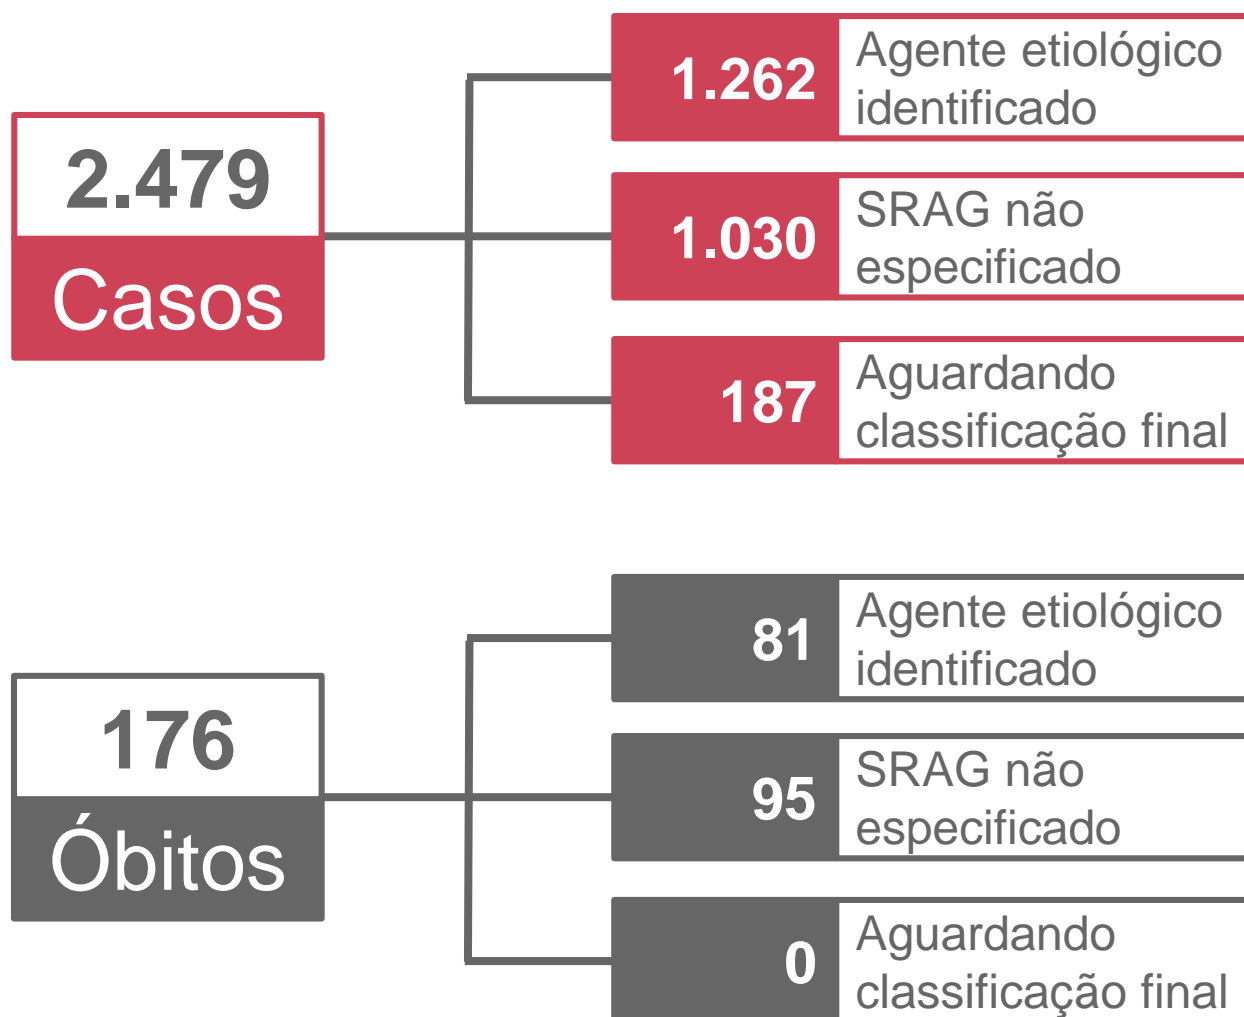 2.479
Casos
1.262
Agente etiológico
identificado
1.030
SRAG não
especificado
187
Aguardando
classificação final
176
Óbitos
81
Agente etiológico
identificado
95
SRAG não
especificado
0
Aguardando
classificação final